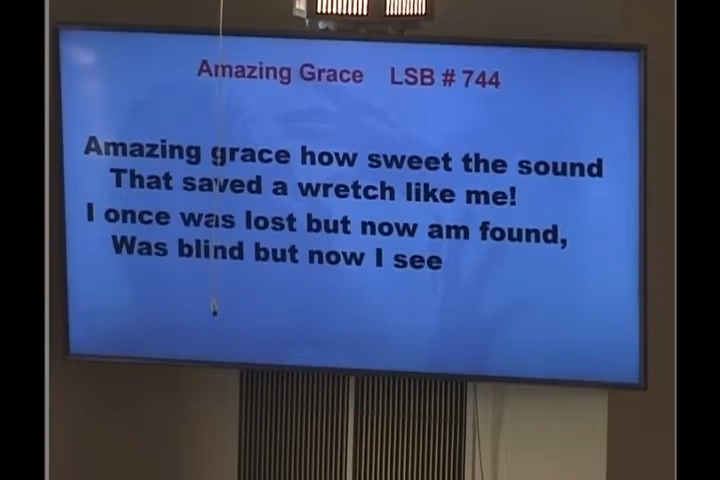 Amazing Grace LSB # 744
Amazing grace how sweet the sound
That saved a wretch like me!
I once was lost but now am found,
Was blind but now I see